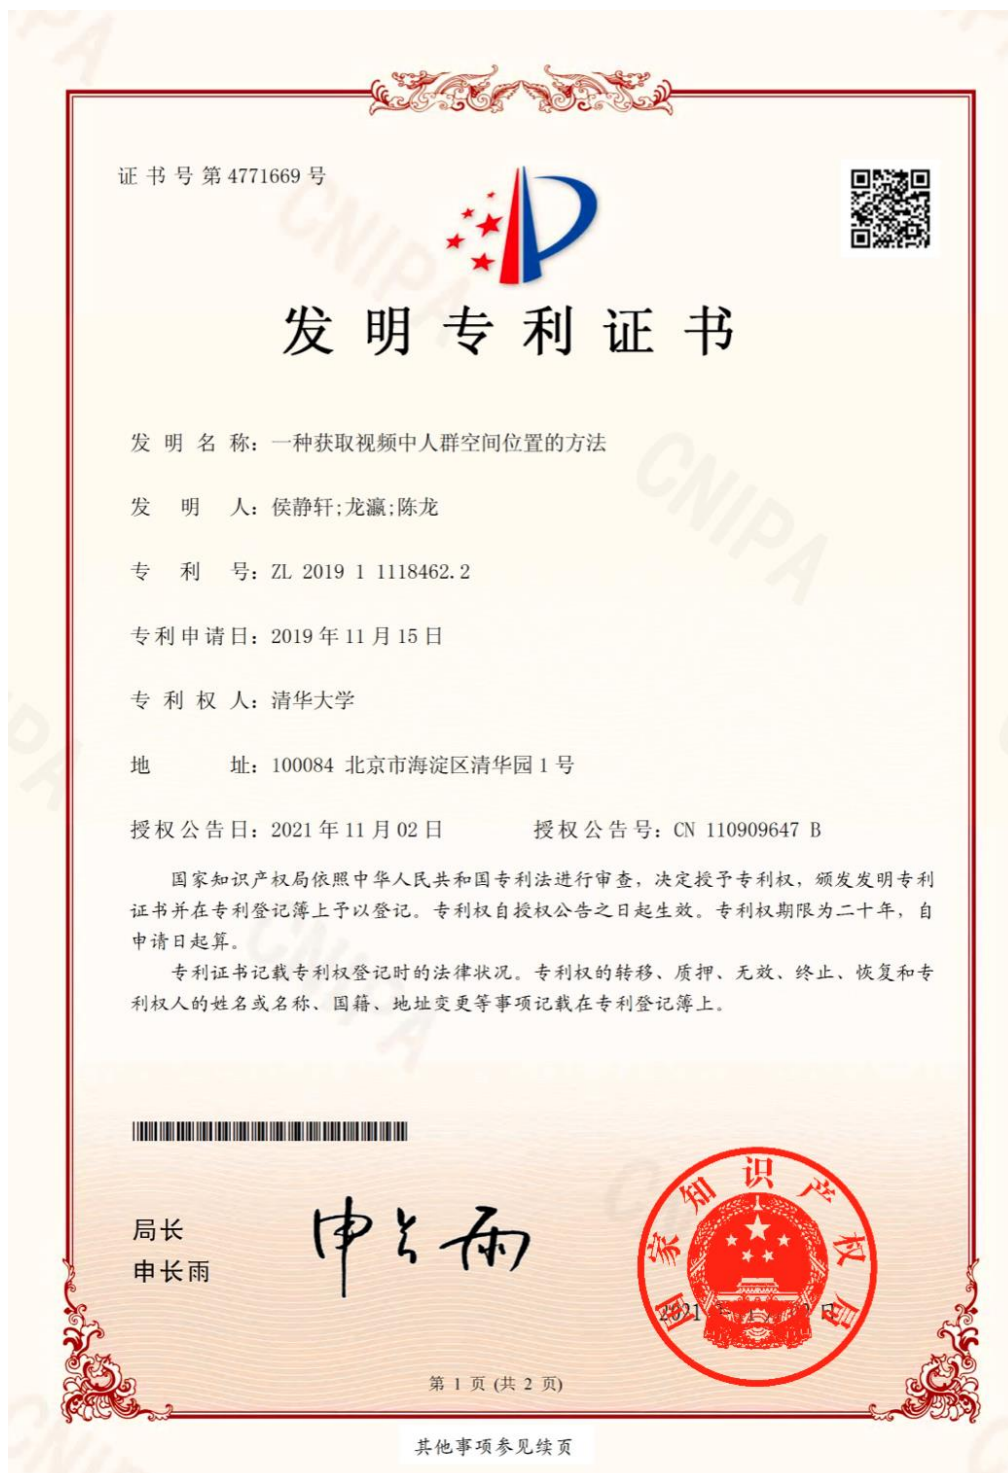 证书号第4771669号
发明专利证书
发明名称：一种获取视频中人群空间位置的方法
发明人：侯静轩;龙瀛;陈龙
专利号：ZL 2019 1 1118462.2
专利申请日：2019年11月15日
专利权人：清华大学
地址：100084 北京市海淀区清华园1号
授权公告日：2021年11月02日 授权公告号：CN 110909647 B
国家知识产权局依照中华人民共和国专利法进行审查，决定授予专利权，颁发发明专利
证书并在专利登记簿上予以登记。专利权自授权公告之日起生效。专利权期限为二十年，自
申请日起算。
专利证书记载专利权登记时的法律状况。专利权的转移、质押、无效、终止、恢复和专
利权人的姓名或名称、国籍、地址变更等事项记载在专利登记簿上。
局长
申长雨
申长雨
国家知识产权局
2021
日
第 1 页 (共 2 页)
其他事项参见续页
CNIPA
CNIPA
CNIPA